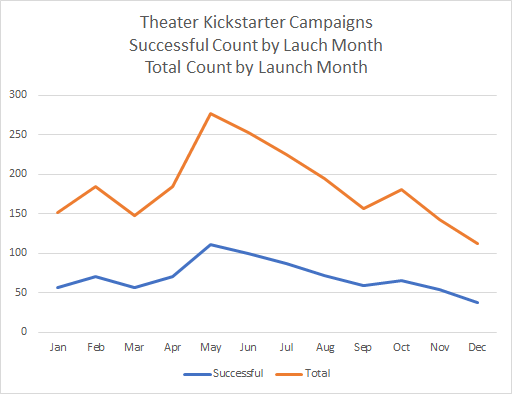 Theater Kickstarter Campaigns
Successful Count by Lauch Month
Total Count by Launch Month
300
250
200
150
100
50
0
Jan Feb Mar Apr May Jun Jul Aug Sep Oct Nov Dec
Successful Total